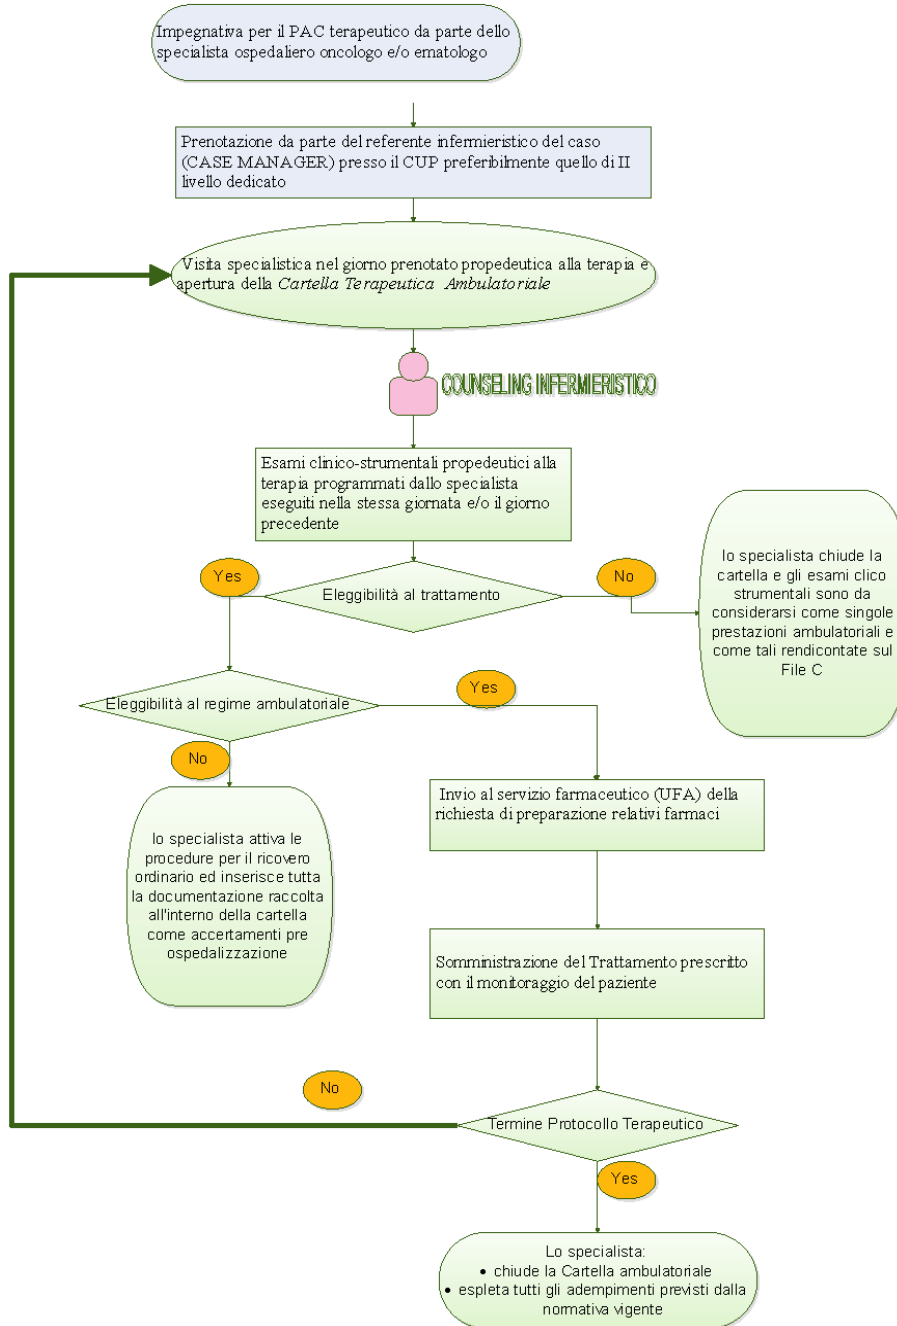 Impegnativa per il PAC terapeutico da parte dello
specialista ospedaliero oncologo e/o ematologo
Prenotazione da parte del referente infermieristico del caso
(CASE MANAGER) presso il CUP preferibilmente quello di II
livello dedicato
Visita specialistica nel giorno prenotato propedeutica alla terapia e
apertura della Cartella Terapeutica Ambulatoriale
COUNSELING INFERMIERISTICO
Esami clinico-strumentali propedeutici alla
terapia programmati dallo specialista
eseguiti nella stessa giornata e/o il giorno
precedente
Yes
Eleggibilità al trattamento
No
lo specialista chiude la
cartella e gli esami clico
strumentali sono da
considerarsi come singole
prestazioni ambulatoriali e
come tali rendicontate sul
File C
Eleggibilità al regime ambulatoriale
Yes
No
lo specialista attiva le
procedure per il ricovero
ordinario ed inserisce tutta
la documentazione raccolta
all'interno della cartella
come accertamenti pre
ospedalizzazione
Invio al servizio farmaceutico (UFA) della
richiesta di preparazione relativi farmaci
Somministrazione del Trattamento prescritto
con il monitoraggio del paziente
No
Termine Protocollo Terapeutico
Yes
Lo specialista:
• chiude la Cartella ambulatoriale
• espleta tutti gli adempimenti previsti dalla
normativa vigente